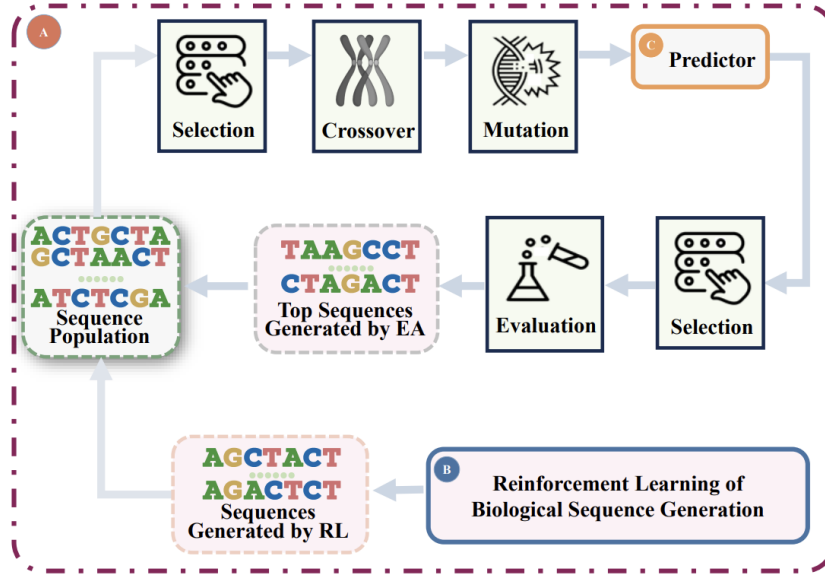 A
Selection
Crossover
Mutation
C
Predictor
ACTGCTA
GCTAACT
ATCTCGA
Sequence
Population
TAAGCCT
CTAGACT
Top Sequences
Generated by EA
Evaluation
Selection
AGCTACT
AGACTCT
Sequences
Generated by RL
B
Reinforcement Learning of
Biological Sequence Generation